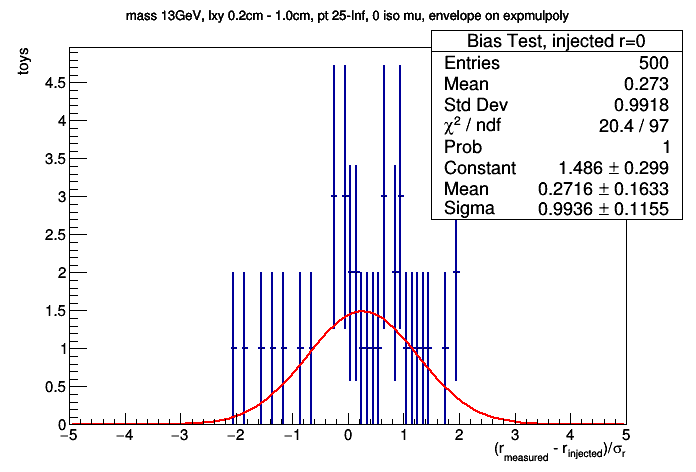 mass 13GeV, lxy 0.2cm - 1.0cm, pt 25-Inf, 0 iso mu, envelope on expmulpoly
Bias Test, injected r=0
Entries 500
Mean 0.273
Std Dev 0.9918
χ² / ndf 20.4 / 97
Prob 1
Constant 1.486 ± 0.299
Mean 0.2716 ± 0.1633
Sigma 0.9936 ± 0.1155
toys
4.5
4
3.5
3
2.5
2
1.5
1
0.5
0
−5 −4 −3 −2 −1 0 1 2 3 4 5
(r_measured - r_injected)/σ_r